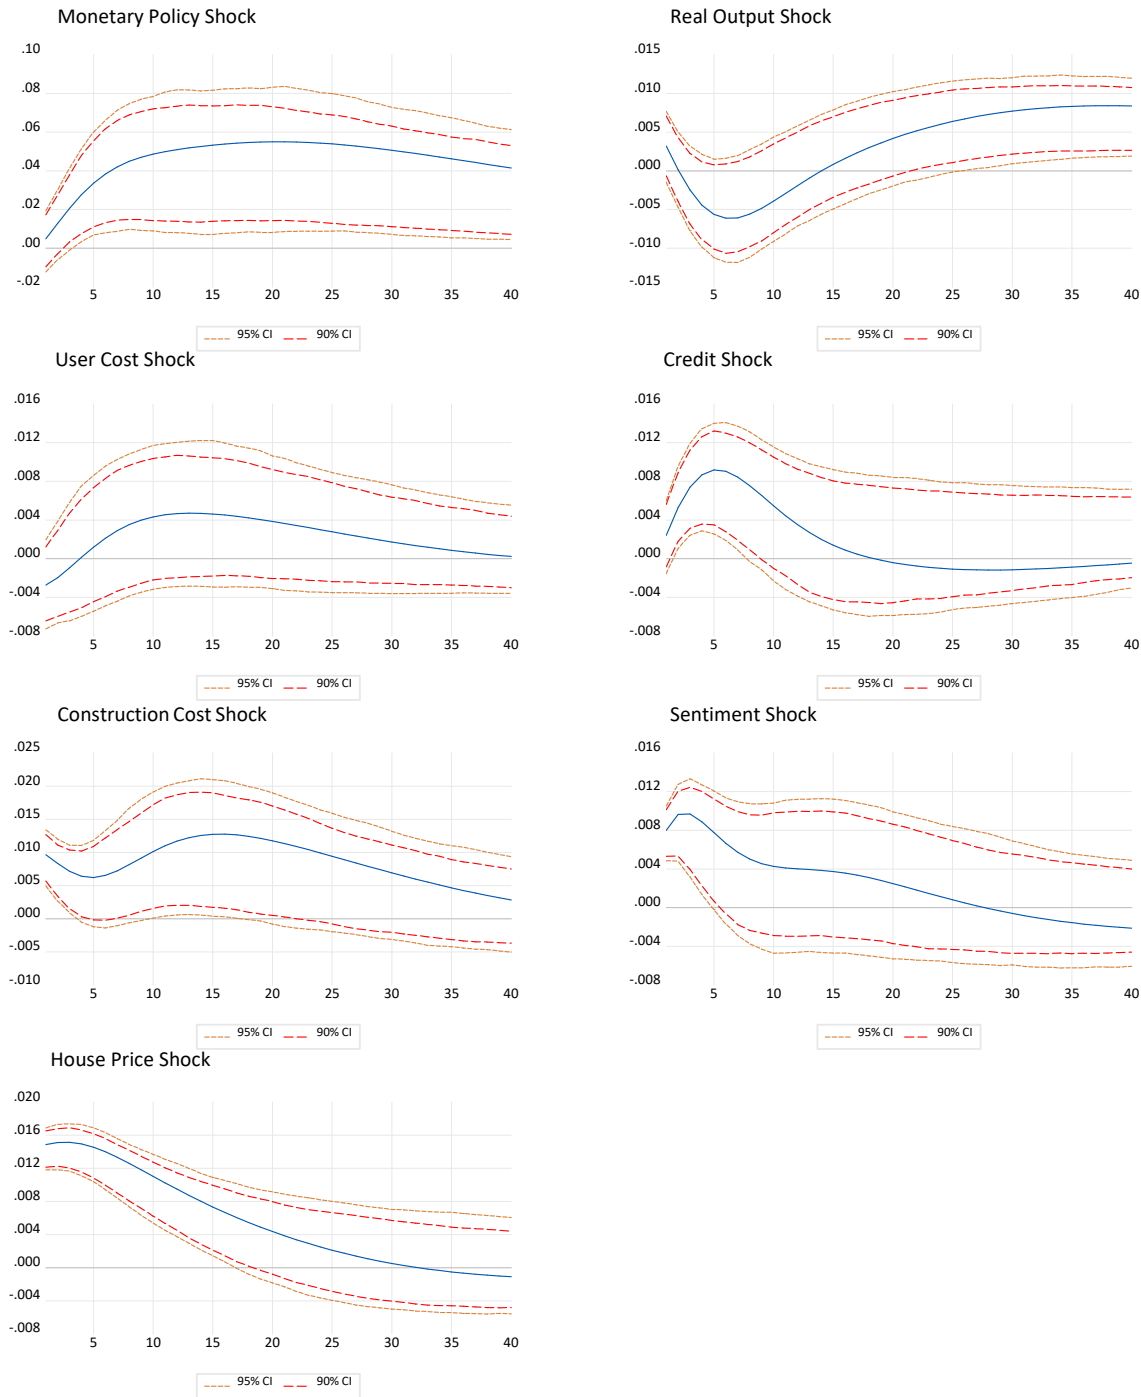 Monetary Policy Shock
.10
.08
.06
.04
.02
.00
-.02
5 10 15 20 25 30 35 40
95% CI 90% CI
Real Output Shock
.015
.010
.005
.000
-.005
-.010
-.015
5 10 15 20 25 30 35 40
95% CI 90% CI
User Cost Shock
.016
.012
.008
.004
.000
-.004
-.008
5 10 15 20 25 30 35 40
95% CI 90% CI
Credit Shock
.016
.012
.008
.004
.000
-.004
-.008
5 10 15 20 25 30 35 40
95% CI 90% CI
Construction Cost Shock
.025
.020
.015
.010
.005
.000
-.005
-.010
5 10 15 20 25 30 35 40
95% CI 90% CI
Sentiment Shock
.016
.012
.008
.004
.000
-.004
-.008
5 10 15 20 25 30 35 40
95% CI 90% CI
House Price Shock
.020
.016
.012
.008
.004
.000
-.004
-.008
5 10 15 20 25 30 35 40
95% CI 90% CI